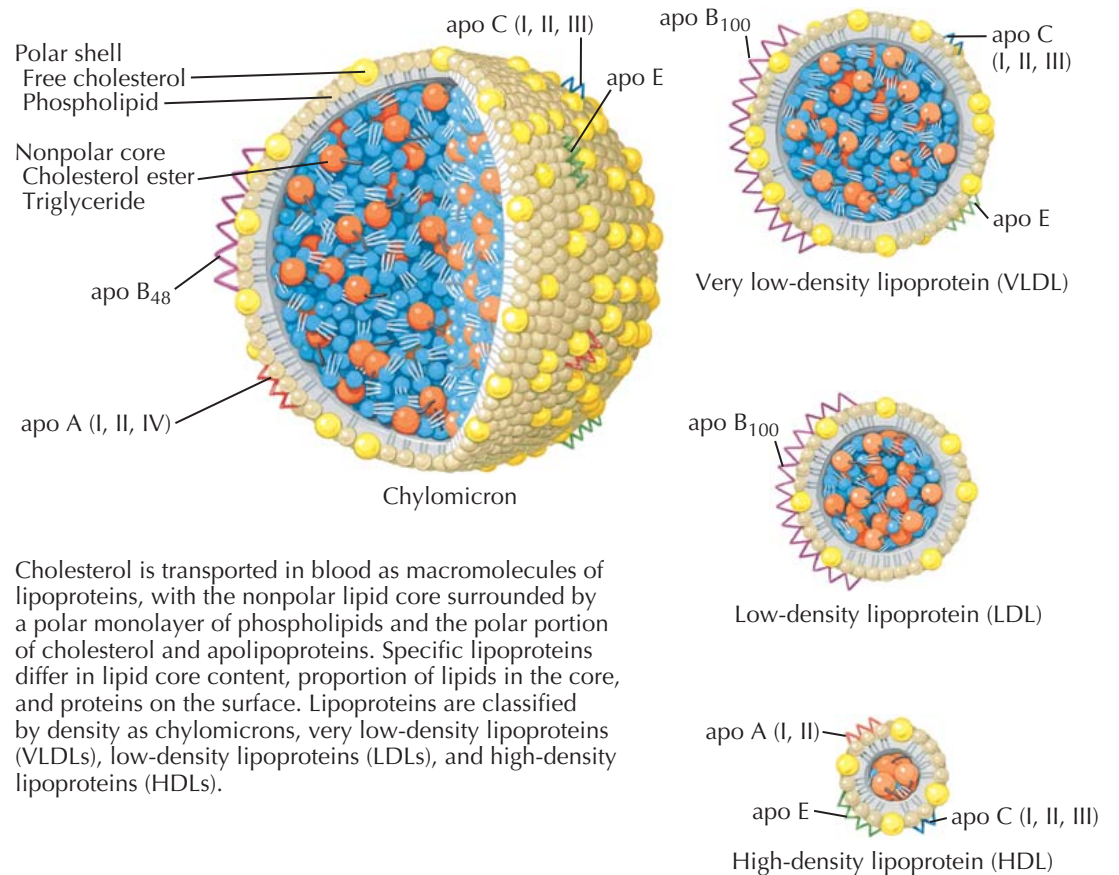 Polar shell
Free cholesterol
Phospholipid
Nonpolar core
Cholesterol ester
Triglyceride
apo B48
apo A (I, II, IV)
apo C (I, II, III)
apo E
Chylomicron
apo B100
apo C
(I, II, III)
apo E
Very low-density lipoprotein (VLDL)
apo B100
Low-density lipoprotein (LDL)
apo A (I, II)
apo E
apo C (I, II, III)
High-density lipoprotein (HDL)
Cholesterol is transported in blood as macromolecules of
lipoproteins, with the nonpolar lipid core surrounded by
a polar monolayer of phospholipids and the polar portion
of cholesterol and apolipoproteins. Specific lipoproteins
differ in lipid core content, proportion of lipids in the core,
and proteins on the surface. Lipoproteins are classified
by density as chylomicrons, very low-density lipoproteins
(VLDLs), low-density lipoproteins (LDLs), and high-density
lipoproteins (HDLs).